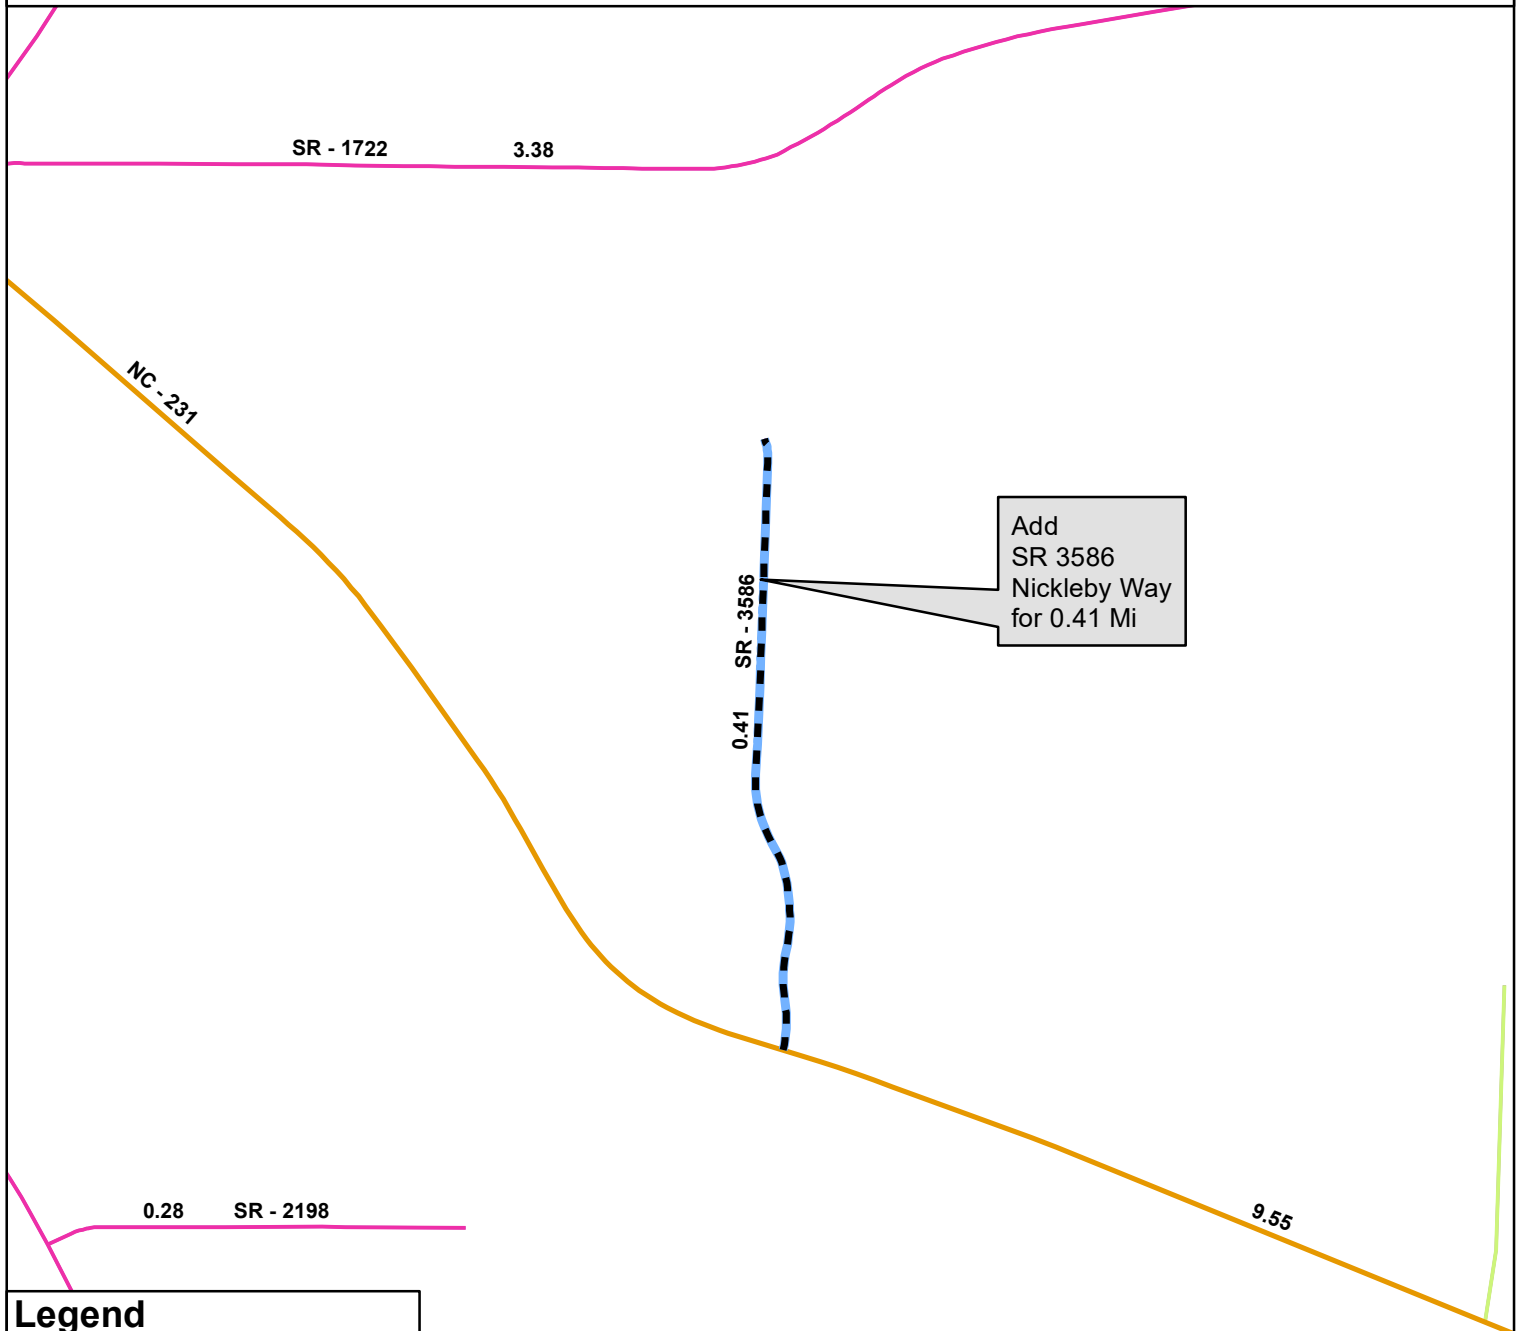 SR - 1722 3.38
NC - 231
Add
SR 3586
Nickleby Way
for 0.41 Mi
SR - 3586
0.41
0.28 SR - 2198
9.55
Legend